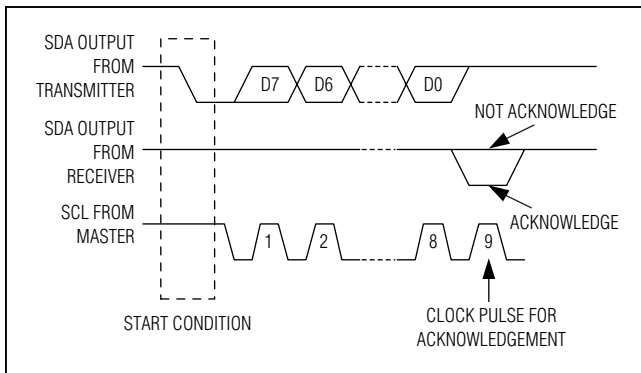 SDA OUTPUT
FROM
TRANSMITTER
D7
D6
D0
NOT ACKNOWLEDGE
SDA OUTPUT
FROM
RECEIVER
ACKNOWLEDGE
SCL FROM
MASTER
1
2
8
9
START CONDITION
CLOCK PULSE FOR
ACKNOWLEDGEMENT